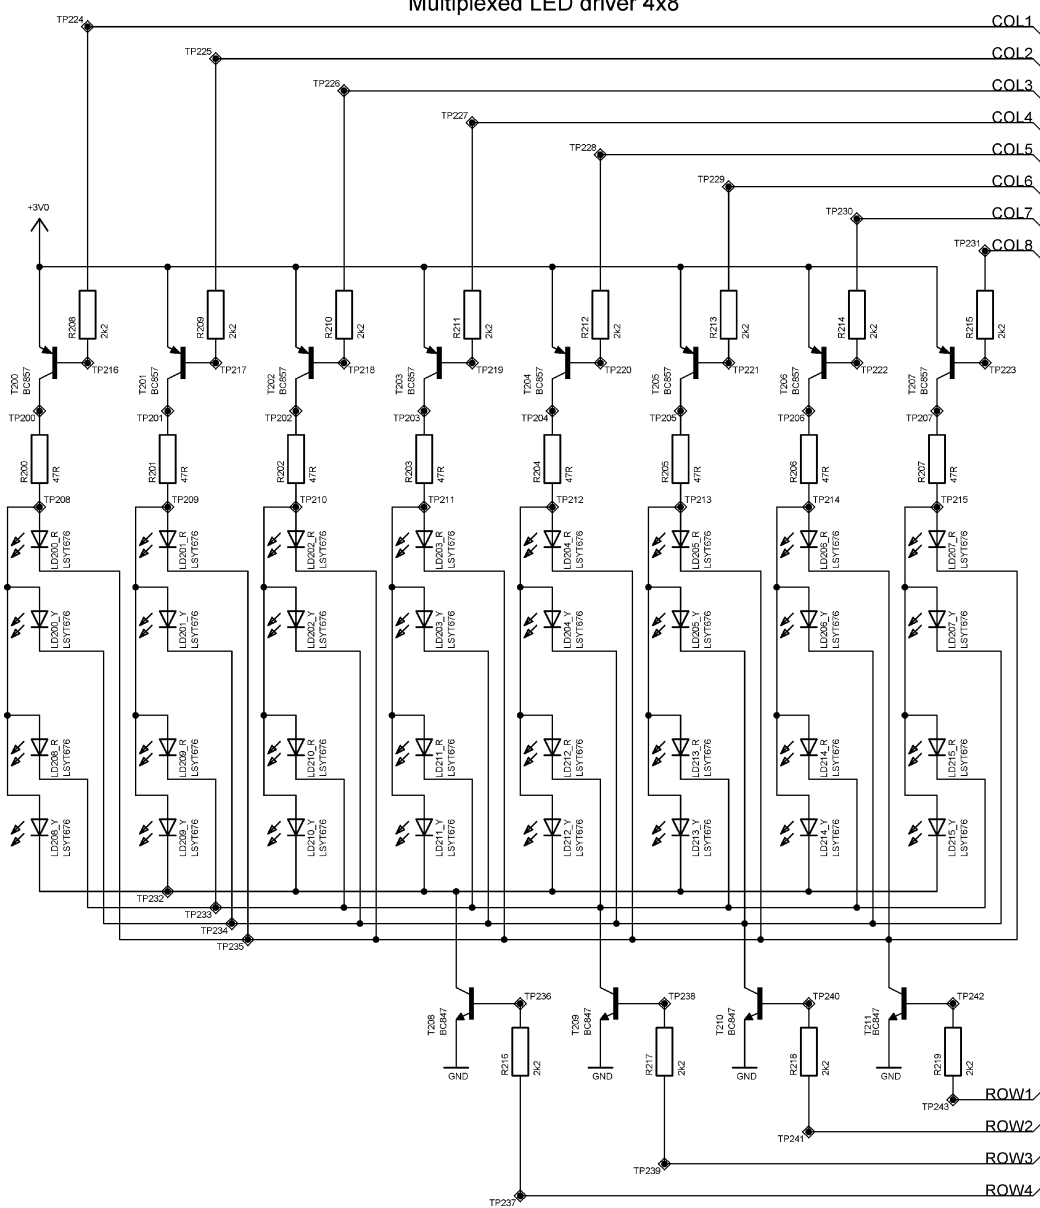 Multiplexed LED driver 4x8
TP224 COL1
TP225 COL2
TP226 COL3
TP227 COL4
TP228 COL5
TP229 COL6
TP230 COL7
TP231 COL8
+3V0
R208 2k2 R209 2k2 R210 2k2 R211 2k2 R212 2k2 R213 2k2 R214 2k2 R215 2k2
TP216 TP217 TP218 TP219 TP220 TP221 TP222 TP223
T200 BC857 T201 BC857 T202 BC857 T203 BC857 T204 BC857 T205 BC857 T206 BC857 T207 BC857
TP200 TP201 TP202 TP203 TP204 TP205 TP206 TP207
R200 47R R201 47R R202 47R R203 47R R204 47R R205 47R R206 47R R207 47R
TP208 TP209 TP210 TP211 TP212 TP213 TP214 TP215
LD200_R LSYT676 LD201_R LSYT676 LD202_R LSYT676 LD203_R LSYT676 LD204_R LSYT676 LD205_R LSYT676 LD206_R LSYT676 LD207_R LSYT676
LD200_Y LSYT676 LD201_Y LSYT676 LD202_Y LSYT676 LD203_Y LSYT676 LD204_Y LSYT676 LD205_Y LSYT676 LD206_Y LSYT676 LD207_Y LSYT676
LD208_R LSYT676 LD209_R LSYT676 LD210_R LSYT676 LD211_R LSYT676 LD212_R LSYT676 LD213_R LSYT676 LD214_R LSYT676 LD215_R LSYT676
LD208_Y LSYT676 LD209_Y LSYT676 LD210_Y LSYT676 LD211_Y LSYT676 LD212_Y LSYT676 LD213_Y LSYT676 LD214_Y LSYT676 LD215_Y LSYT676
TP232
TP233
TP234
TP235
TP236 TP238 TP240 TP242
T208 BC847 T209 BC847 T210 BC847 T211 BC847
R216 2k2 R217 2k2 R218 2k2 R219 2k2
GND GND GND GND
TP243 ROW1
TP241 ROW2
TP239 ROW3
TP237 ROW4